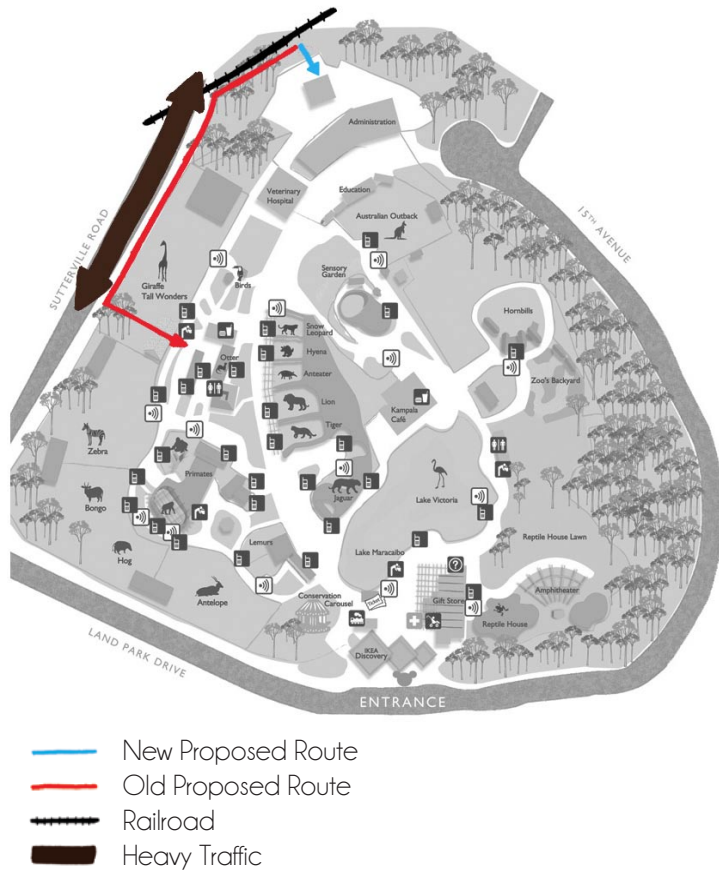 Administration
15TH AVENUE
Education
Veterinary
Hospital
Australian Outback
SUTTERVILLE ROAD
Sensory
Garden
Giraffe
Tall Wonders
Birds
Hornbills
Snow
Leopard
Hyena
Otter
Anteater
Zoo's Backyard
Lion
Kampala
Café
Tiger
Zebra
Primates
Jaguar
Lake Victoria
Bongo
Reptile House Lawn
Hog
Lemurs
Lake Maracaibo
?
Amphitheater
Antelope
Conservation
Carousel
Ticket
Gift Store
Reptile House
LAND PARK DRIVE
IKEA
Discovery
ENTRANCE
New Proposed Route
Old Proposed Route
Railroad
Heavy Traffic